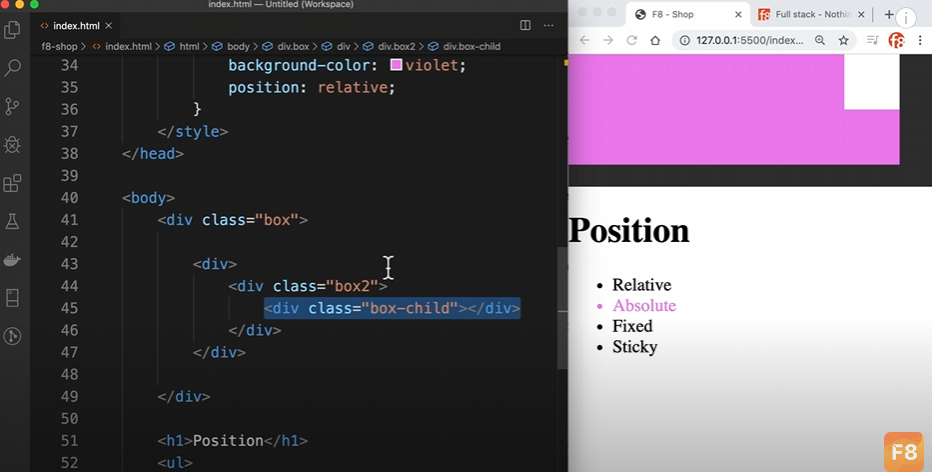 index.html — Untitled (Workspace)
index.html
F8 - Shop
Full stack - Nothin
127.0.0.1:5500/index...
f8-shop > index.html > html > body > div.box > div > div.box2 > div.box-child
34 background-color: violet;
35 position: relative;
36 }
37 </style>
38 </head>
39
40 <body>
41 <div class="box">
42
43 <div>
44 <div class="box2">
45 <div class="box-child"></div>
46 </div>
47 </div>
48
49 </div>
50
51 <h1>Position</h1>
52 <ul>
Position
Relative
Absolute
Fixed
Sticky
F8